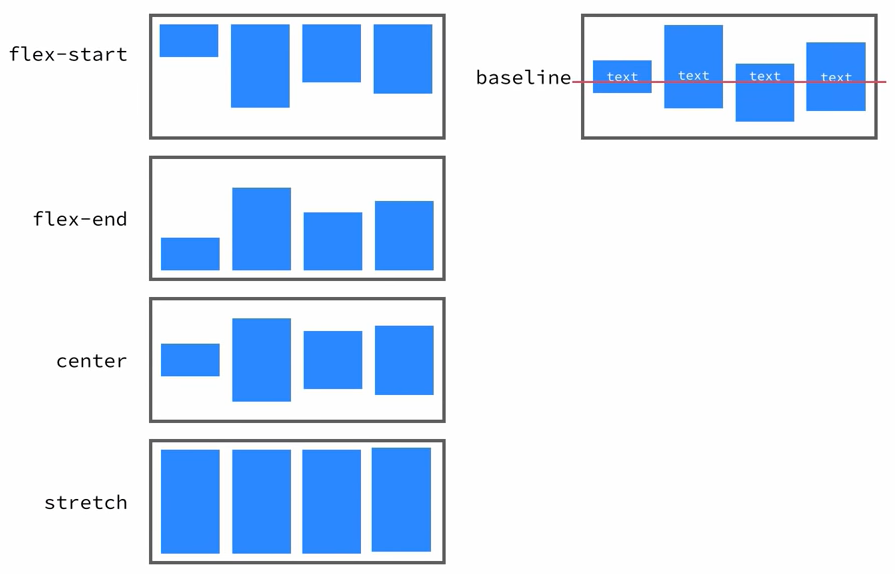 flex-start
flex-end
center
stretch
baseline
text text text text